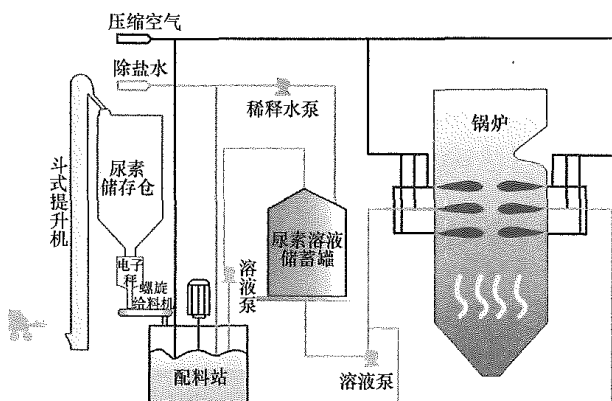 压缩空气
除盐水
稀释水泵
锅炉
斗式提升机
尿素
储存仓
尿素溶液
储蓄罐
电子
秤
螺旋
给料机
溶液泵
配料站
溶液泵